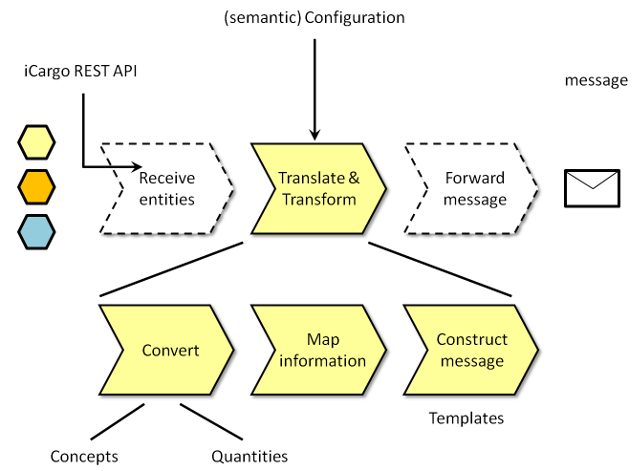 (semantic) Configuration
iCargo REST API
message
Receive
entities
Translate &
Transform
Forward
message
Convert
Map
information
Construct
message
Templates
Concepts
Quantities